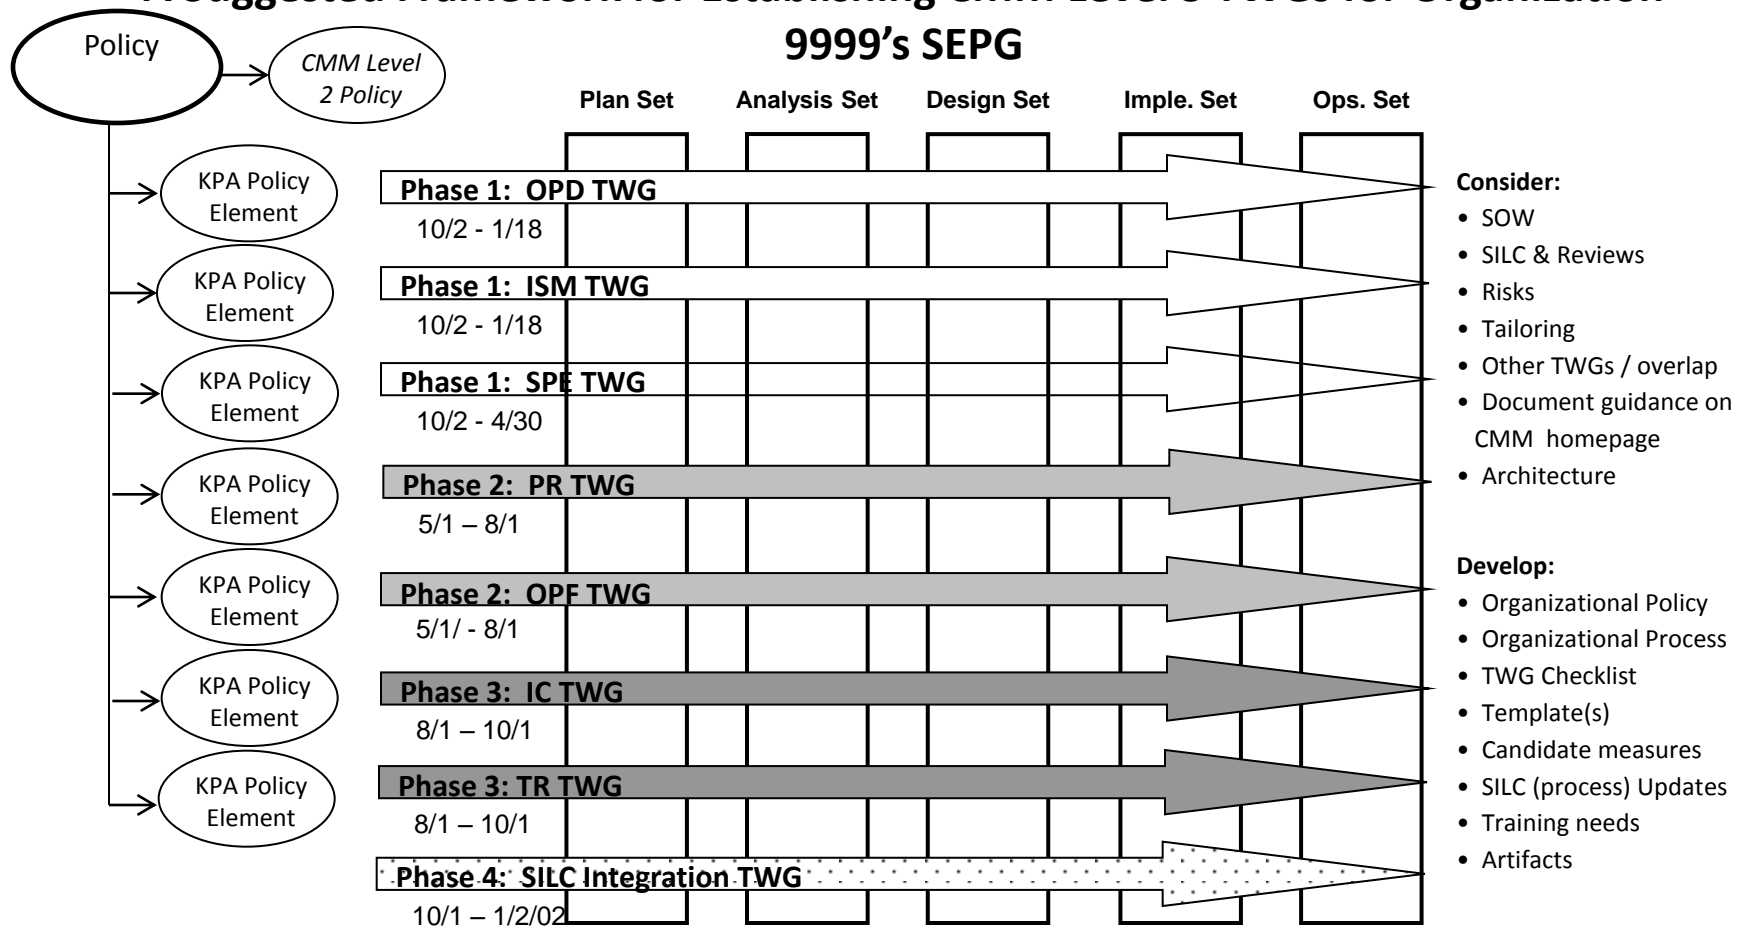 9999's SEPG
Policy
CMM Level
2 Policy
Plan Set
Analysis Set
Design Set
Imple. Set
Ops. Set
KPA Policy
Element
Phase 1: OPD TWG
10/2 - 1/18
KPA Policy
Element
Phase 1: ISM TWG
10/2 - 1/18
KPA Policy
Element
Phase 1: SPE TWG
10/2 - 4/30
KPA Policy
Element
Phase 2: PR TWG
5/1 – 8/1
KPA Policy
Element
Phase 2: OPF TWG
5/1/ - 8/1
KPA Policy
Element
Phase 3: IC TWG
8/1 – 10/1
KPA Policy
Element
Phase 3: TR TWG
8/1 – 10/1
Phase 4: SILC Integration TWG
10/1 – 1/2/02
Consider:
• SOW
• SILC & Reviews
• Risks
• Tailoring
• Other TWGs / overlap
• Document guidance on
CMM homepage
• Architecture
Develop:
• Organizational Policy
• Organizational Process
• TWG Checklist
• Template(s)
• Candidate measures
• SILC (process) Updates
• Training needs
• Artifacts